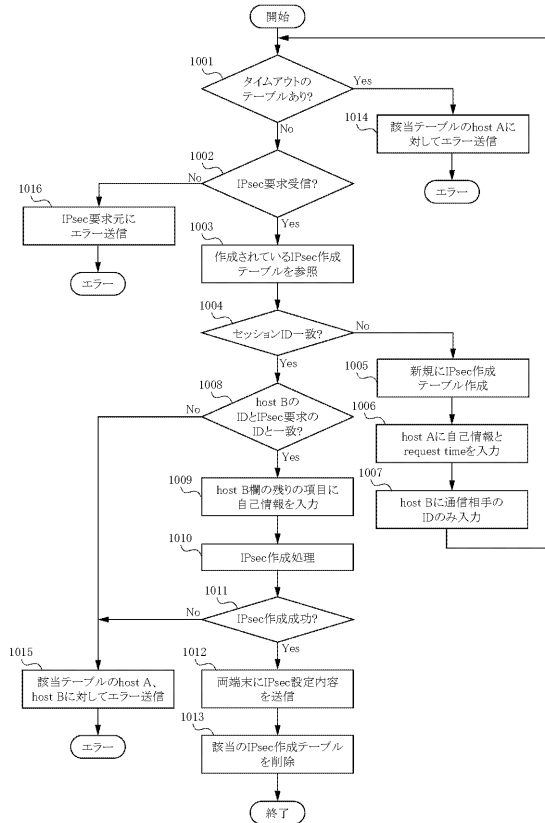 開始
1001
タイムアウトの
テーブルあり?
Yes
No
1014
該当テーブルのhost Aに
対してエラー送信
エラー
1002
IPsec要求受信?
No
Yes
1016
IPsec要求元に
エラー送信
エラー
1003
作成されているIPsec作成
テーブルを参照
1004
セッションID一致?
No
Yes
1005
新規にIPsec作成
テーブル作成
1006
host Aに自己情報と
request timeを入力
1007
host Bに通信相手の
IDのみ入力
1008
host Bの
IDとIPsec要求の
IDと一致?
No
Yes
1009
host B欄の残りの項目に
自己情報を入力
1010
IPsec作成処理
1011
IPsec作成成功?
No
Yes
1015
該当テーブルのhost A、
host Bに対してエラー送信
エラー
1012
両端末にIPsec設定内容
を送信
1013
該当のIPsec作成テーブル
を削除
終了